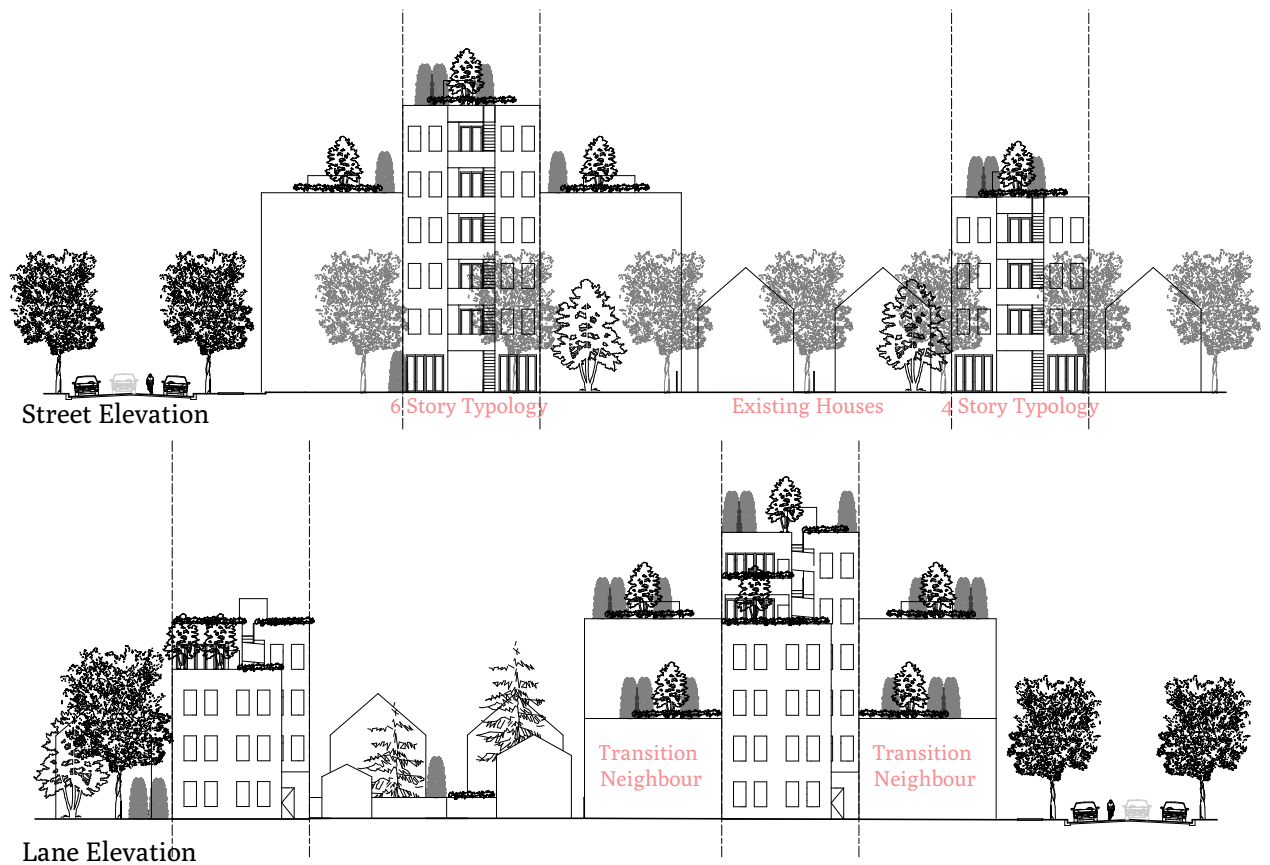 Street Elevation
6 Story Typology
Existing Houses
4 Story Typology
Transition
Neighbour
Transition
Neighbour
Lane Elevation